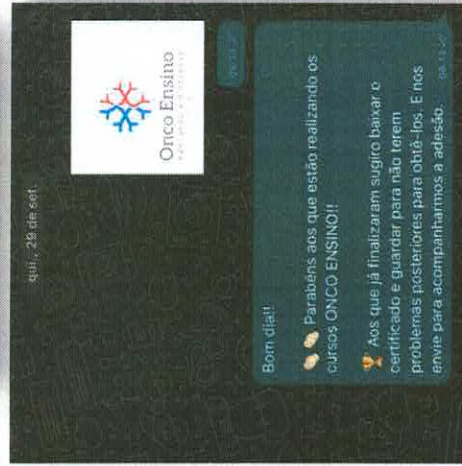 qui., 29 de set.
Onco Ensino
Bom dia!!
Parabéns aos que estão realizando os
cursos ONCO ENSINO!!
Aos que já finalizaram sugiro baixar o
certificado e guardar para não terem
problemas posteriores para obtê-los. E nos
envie para acompanharmos a adesão.